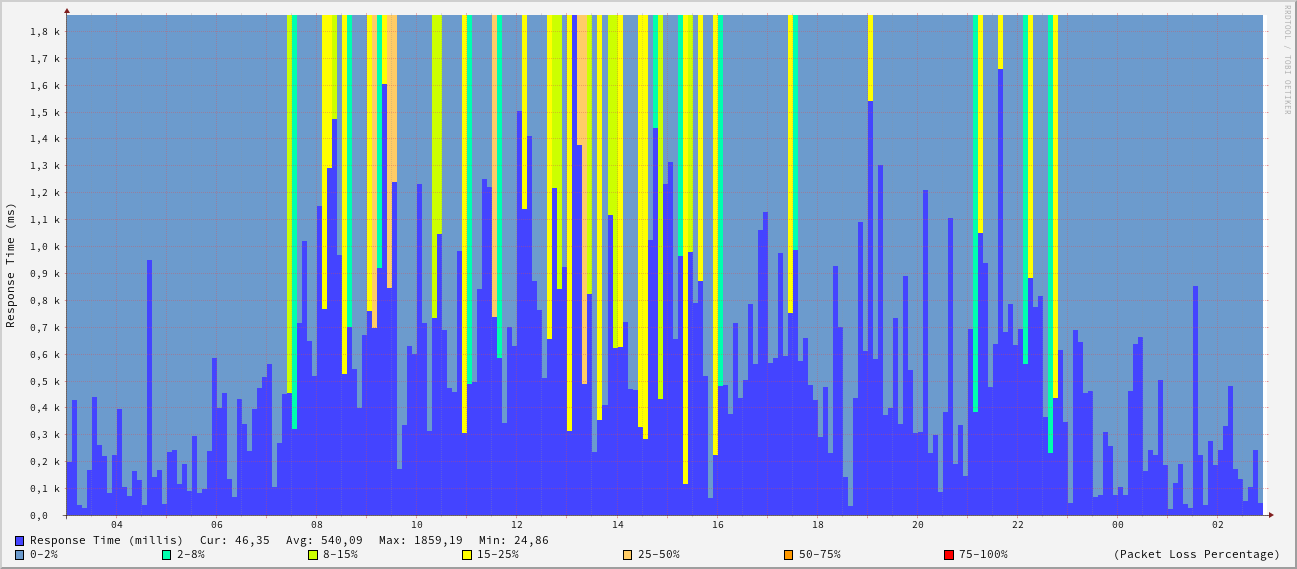 RRDTOOL / TOBI OETIKER
Response Time (ms)
1,8 k
1,7 k
1,6 k
1,5 k
1,4 k
1,3 k
1,2 k
1,1 k
1,0 k
0,9 k
0,8 k
0,7 k
0,6 k
0,5 k
0,4 k
0,3 k
0,2 k
0,1 k
0,0
04 06 08 10 12 14 16 18 20 22 00 02
Response Time (millis) Cur: 46,35 Avg: 540,09 Max: 1859,19 Min: 24,86
0-2% 2-8% 8-15% 15-25% 25-50% 50-75% 75-100% (Packet Loss Percentage)